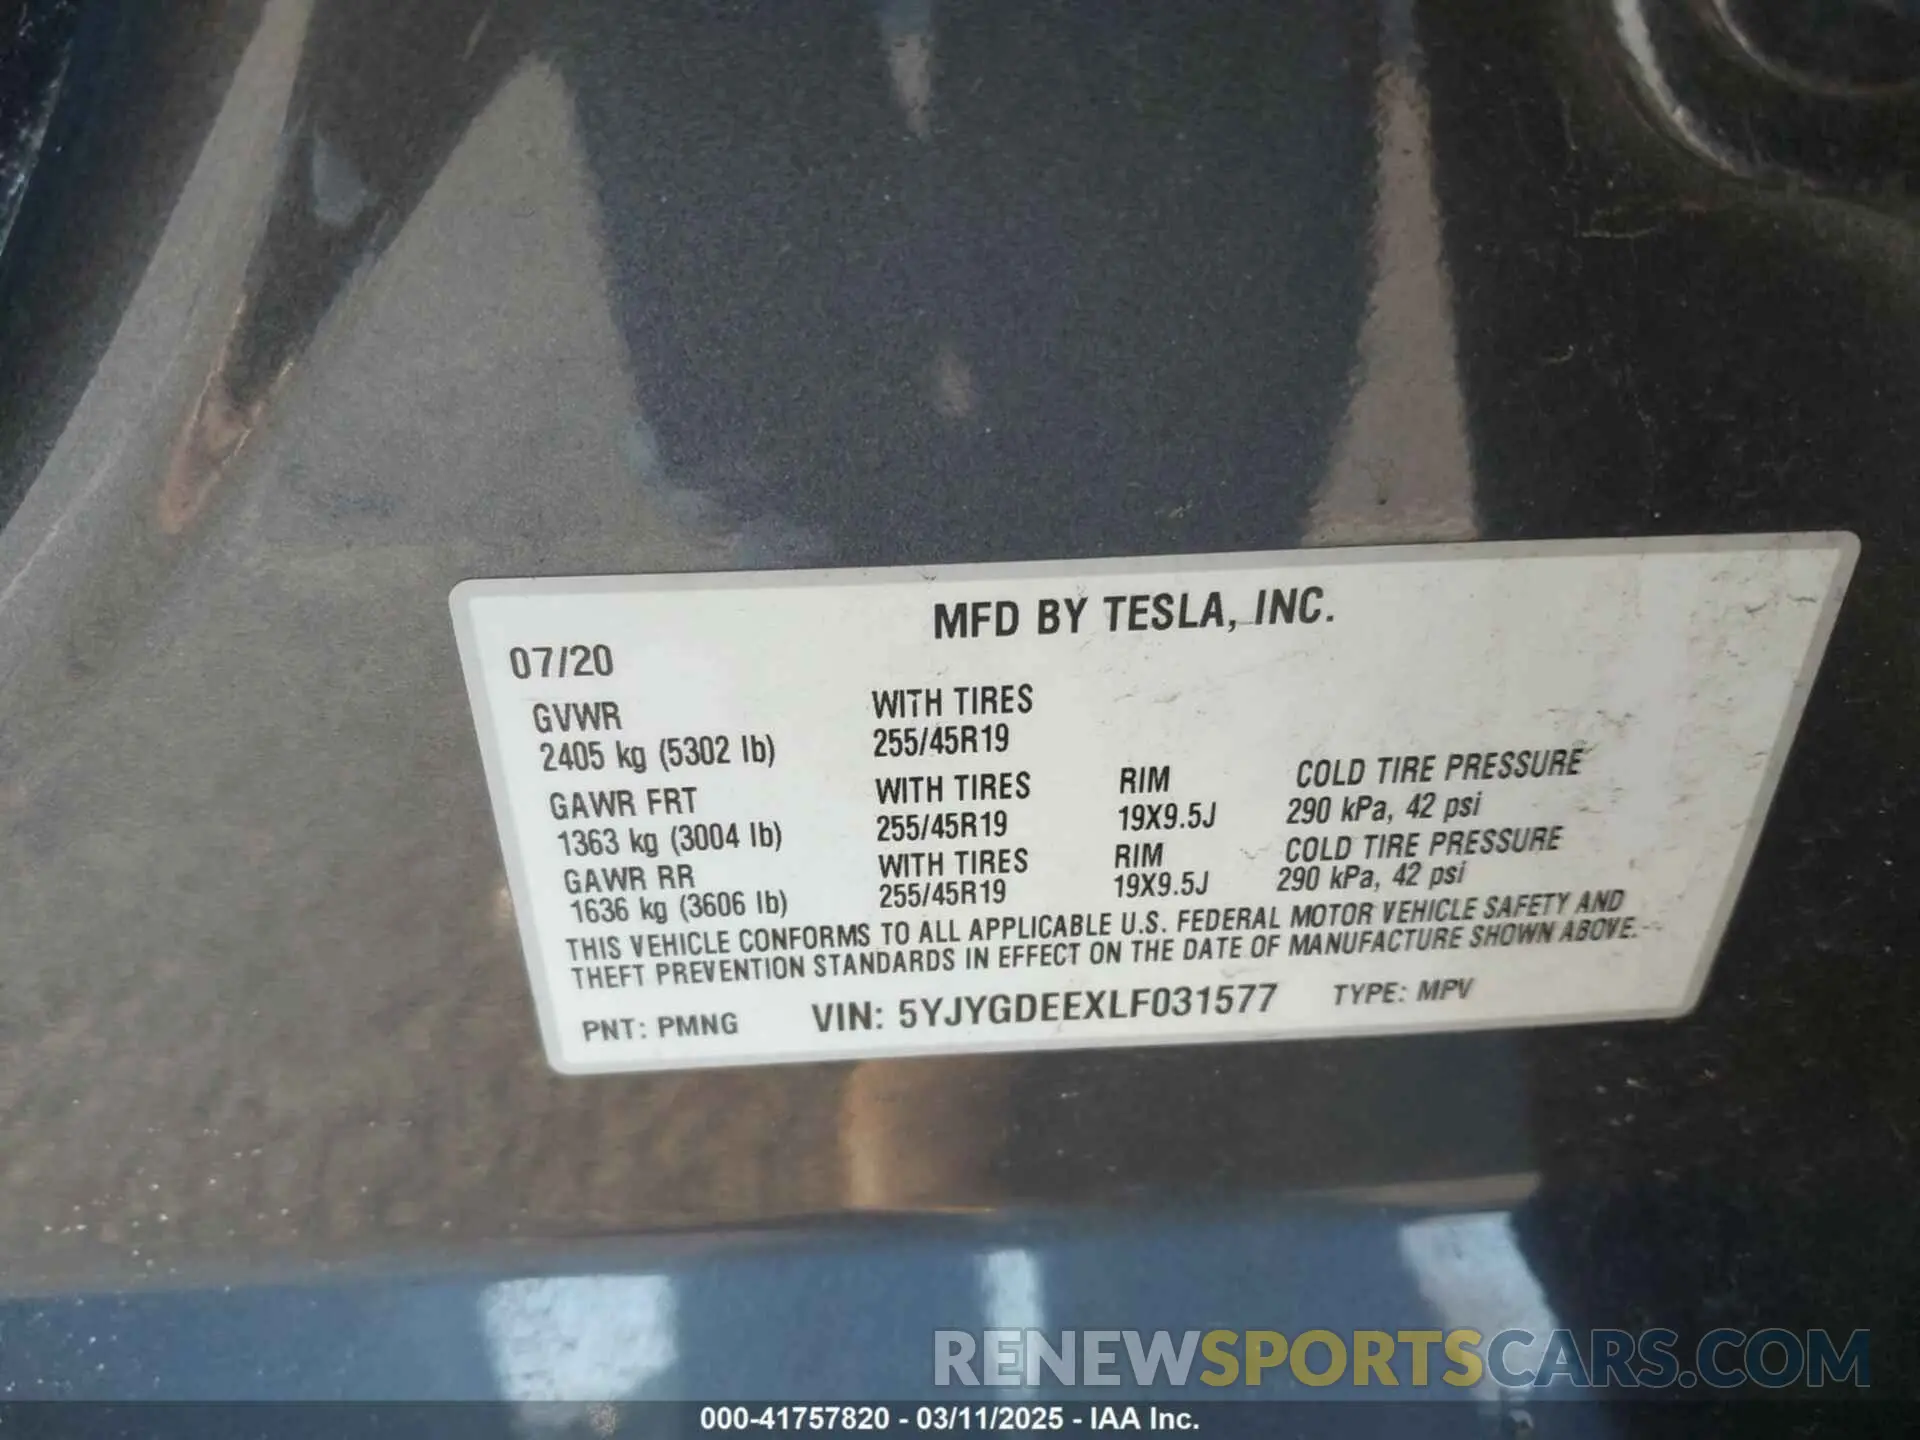 MFD BY TESLA, INC.
07/20
GVWR
2405 kg (5302 lb)
WITH TIRES
255/45R19
GAWR FRT
1363 kg (3004 lb)
WITH TIRES
255/45R19
RIM
19X9.5J
COLD TIRE PRESSURE
290 kPa, 42 psi
GAWR RR
1636 kg (3606 lb)
WITH TIRES
255/45R19
RIM
19X9.5J
COLD TIRE PRESSURE
290 kPa, 42 psi
THIS VEHICLE CONFORMS TO ALL APPLICABLE U.S. FEDERAL MOTOR VEHICLE SAFETY AND
THEFT PREVENTION STANDARDS IN EFFECT ON THE DATE OF MANUFACTURE SHOWN ABOVE.
PNT: PMNG VIN: 5YJYGDEEXLF031577 TYPE: MPV
RENEWSPORTSCARS.COM
000-41757820 - 03/11/2025 - IAA Inc.